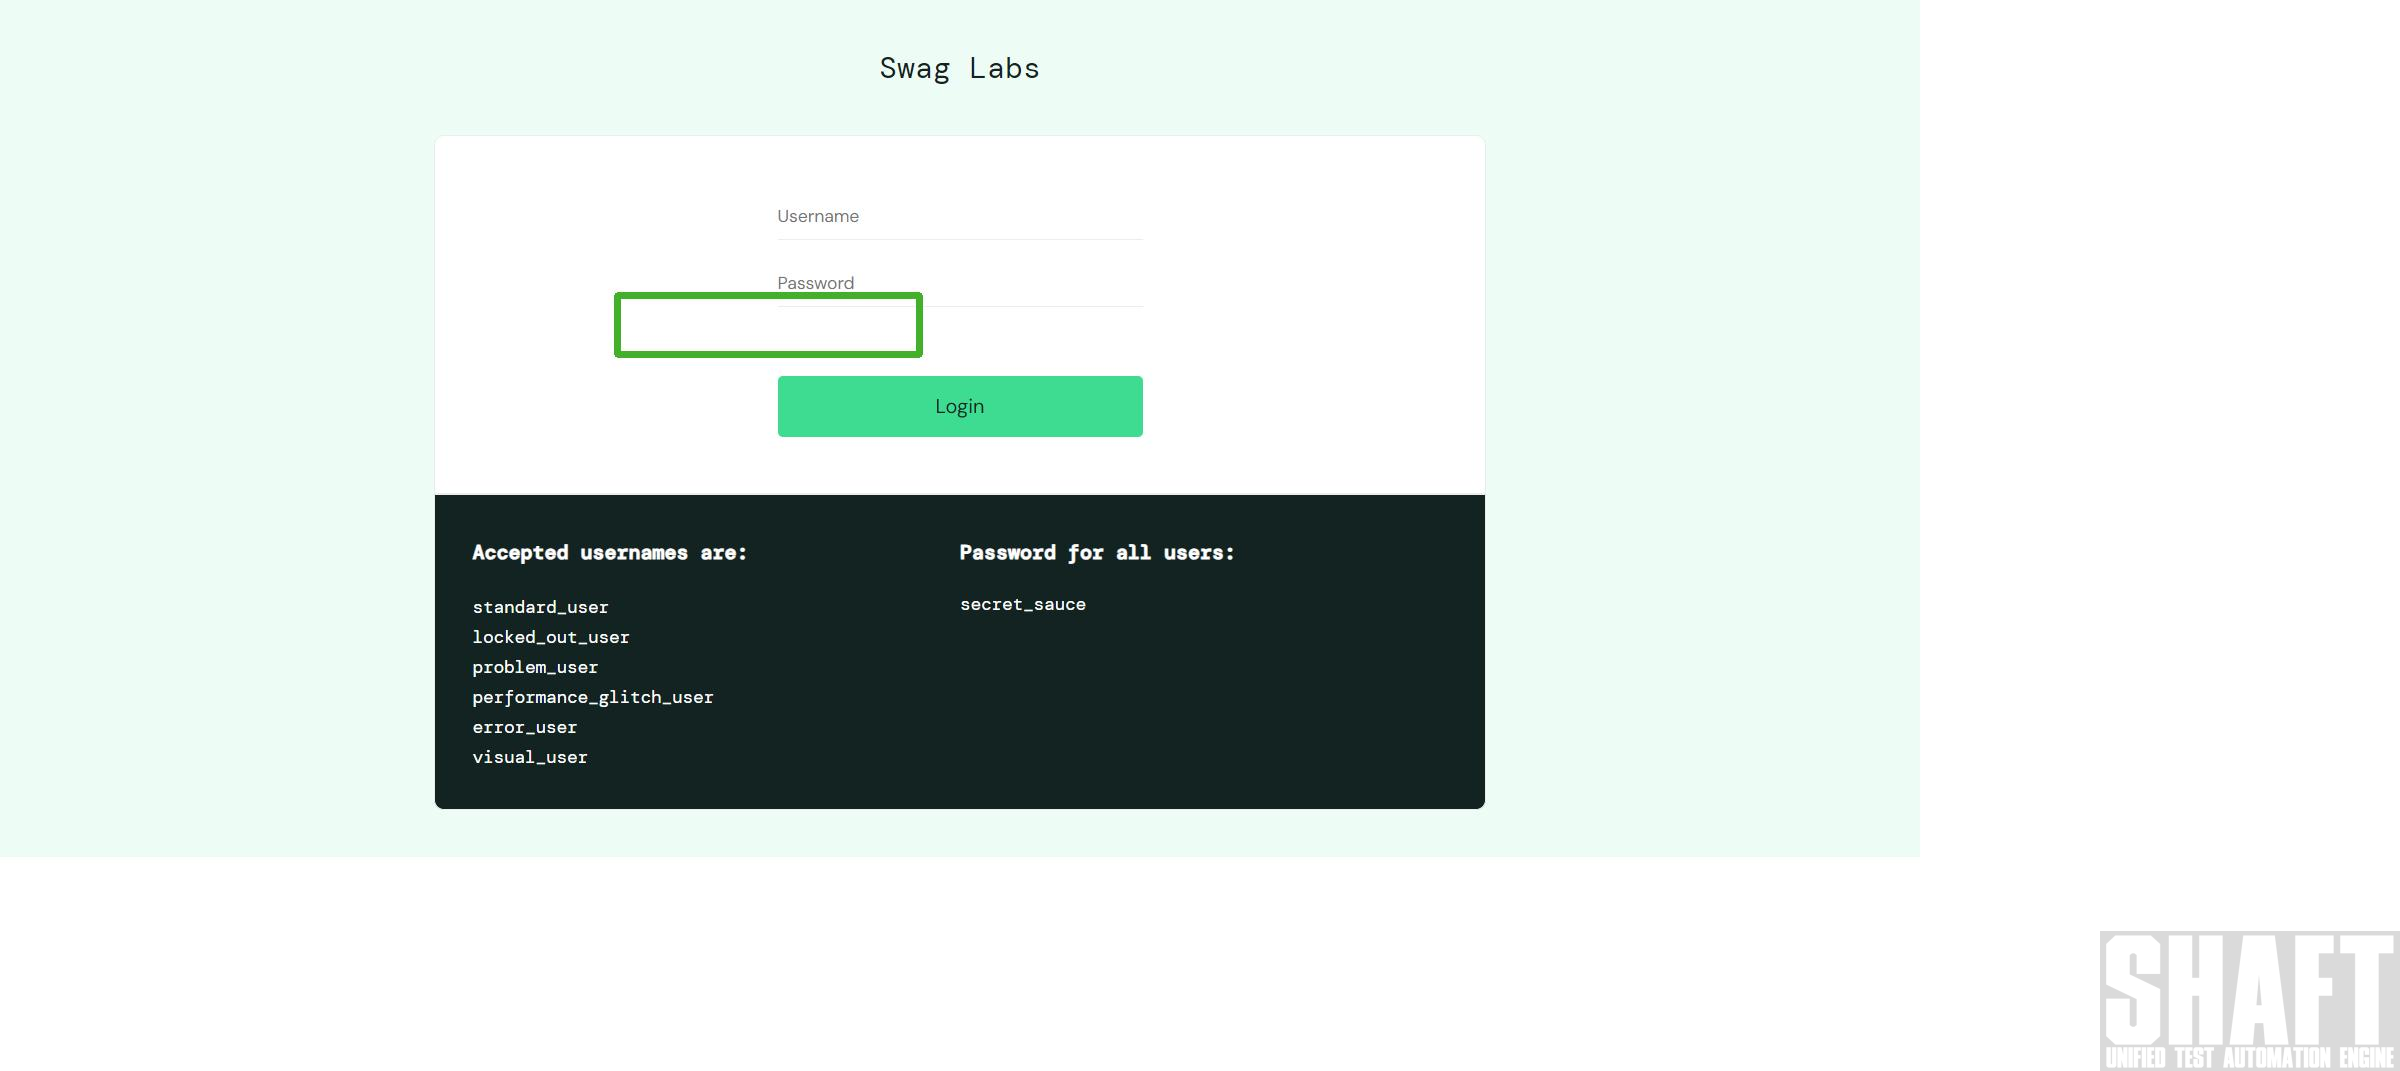 Swag Labs
Username
Password
Login
Accepted usernames are:
standard_user
locked_out_user
problem_user
performance_glitch_user
error_user
visual_user
Password for all users:
secret_sauce
SHAFT
UNIFIED TEST AUTOMATION ENGINE